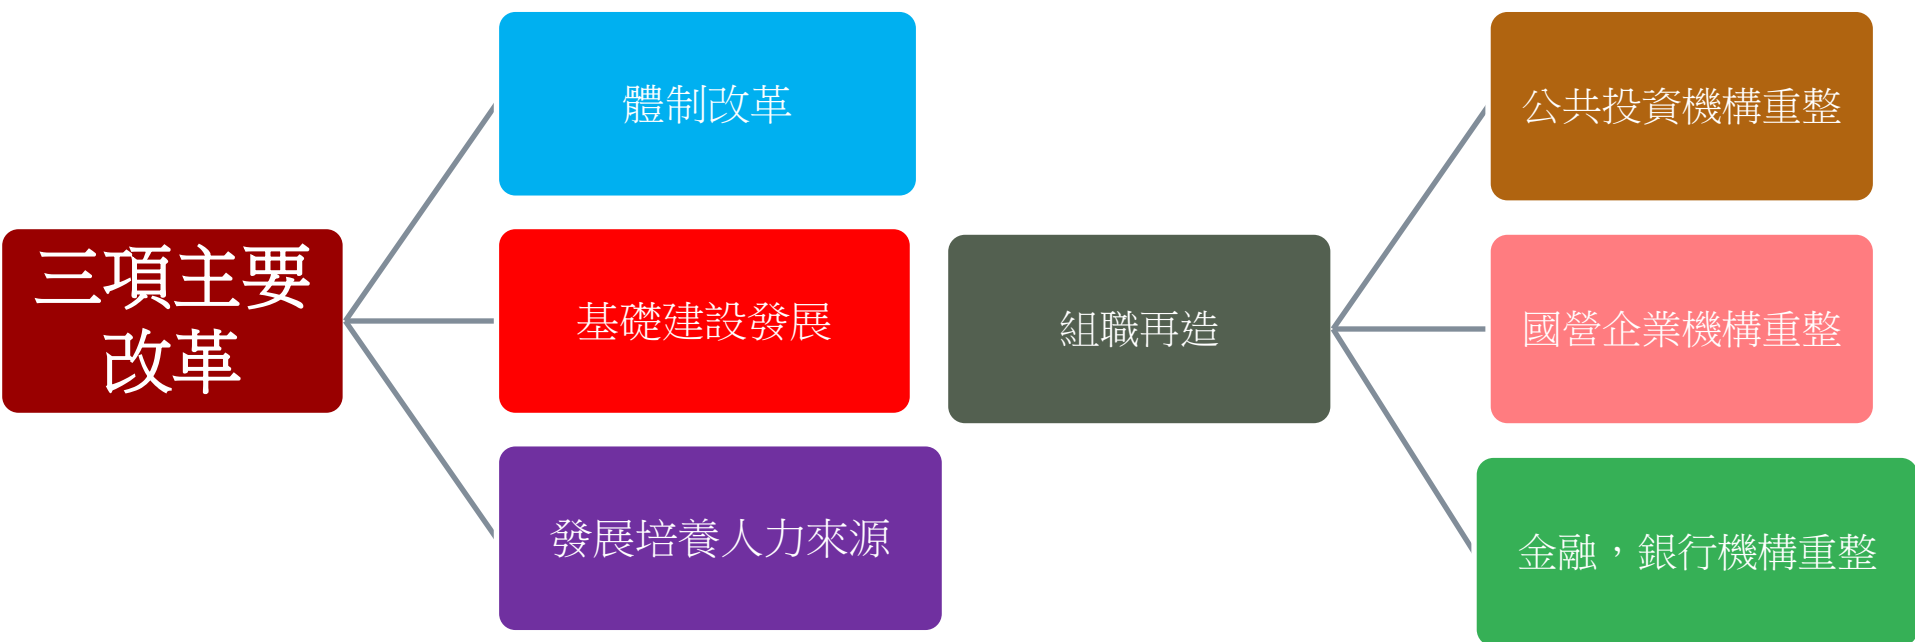 三項主要
改革
體制改革
基礎建設發展
發展培養人力來源
組職再造
公共投資機構重整
國營企業機構重整
金融，銀行機構重整